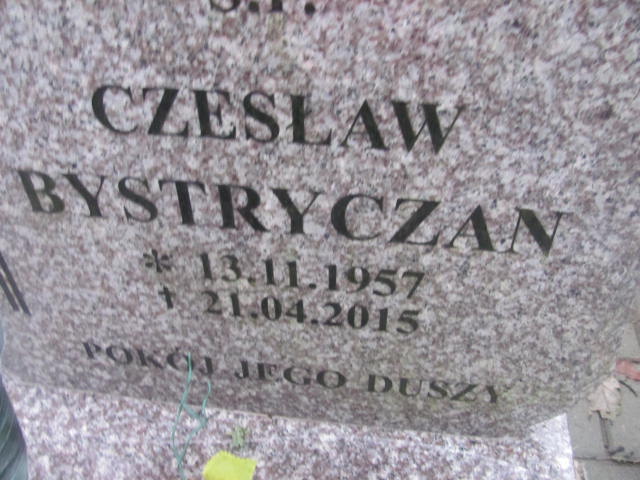 Ś.P.
CZESŁAW
BYSTRYCZAN
* 13.11.1957
† 21.04.2015
POKÓJ JEGO DUSZY